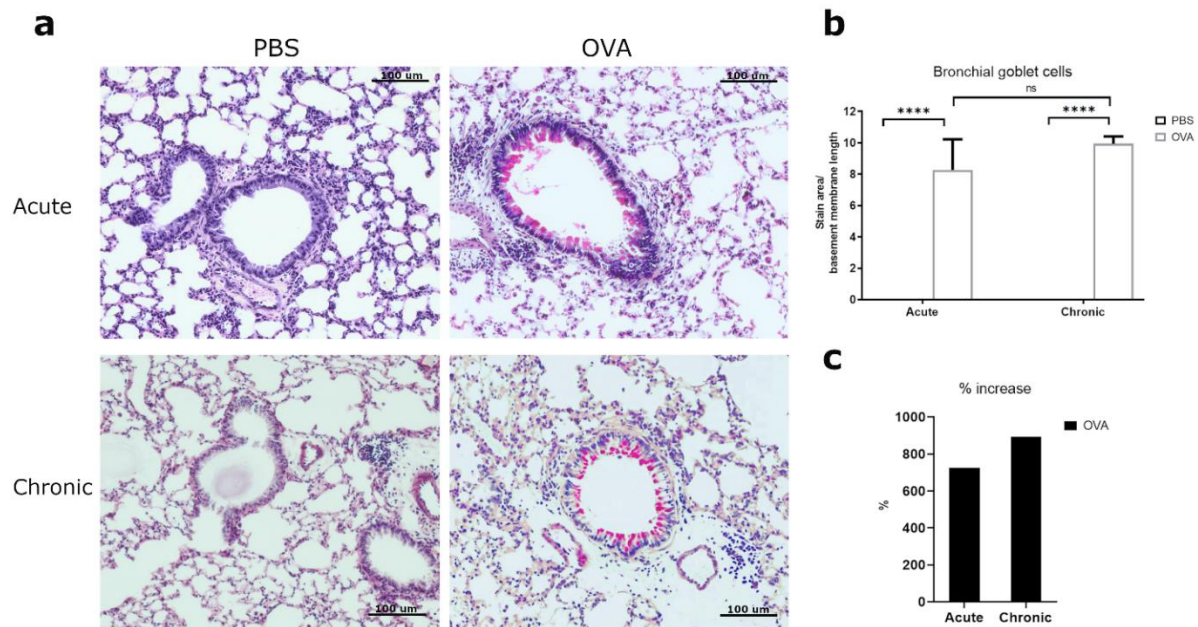 a
PBS
OVA
Acute
100 um
100 um
Chronic
100 um
100 um
b
Bronchial goblet cells
ns
****
****
PBS
OVA
Stain area/
basement membrane length
12
10
8
6
4
2
0
Acute
Chronic
c
% increase
OVA
%
1000
800
600
400
200
0
Acute
Chronic